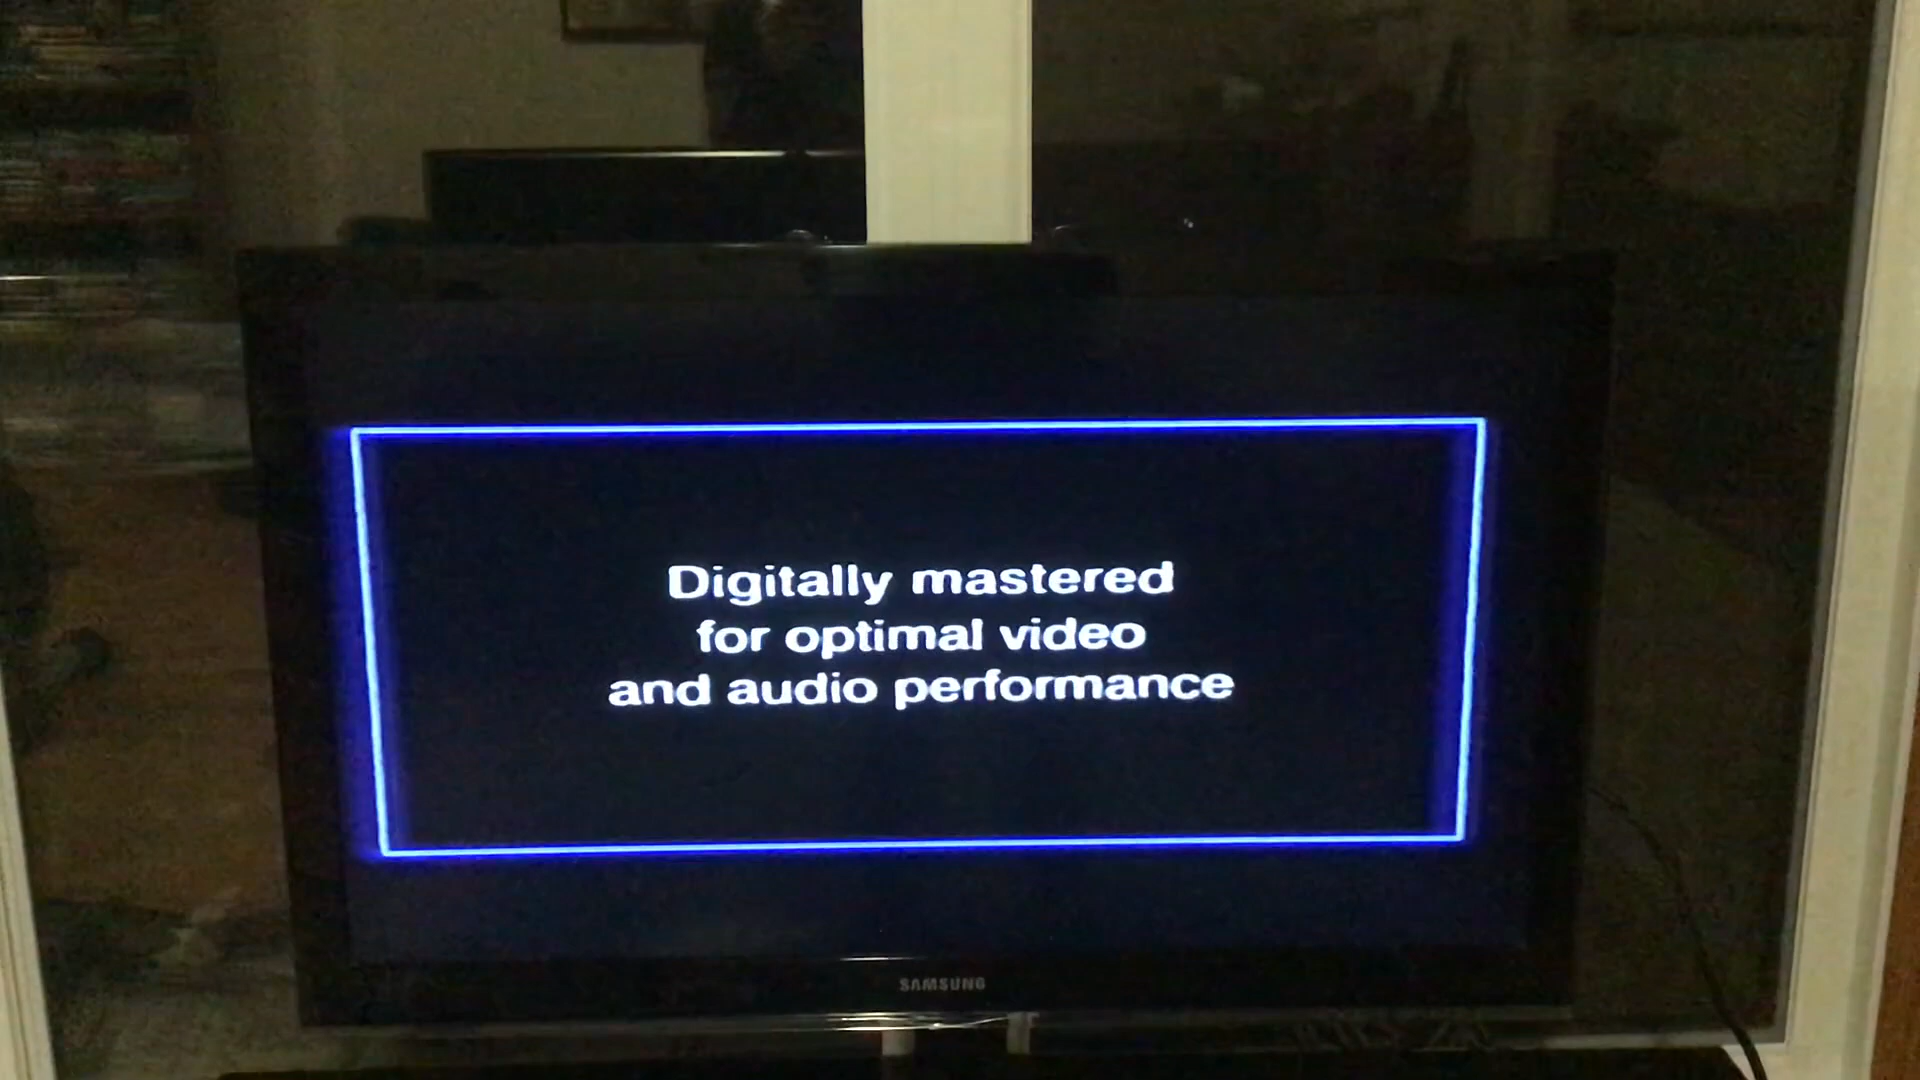 Digitally mastered
for optimal video
and audio performance
SAMSUNG